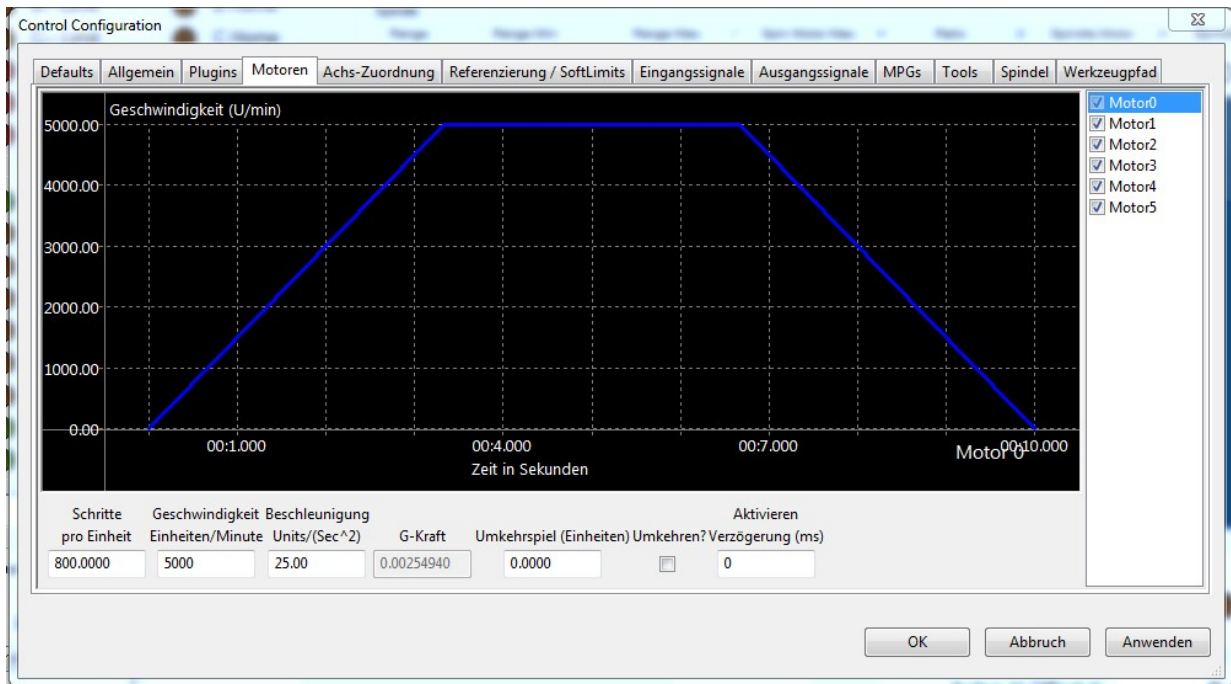 Control Configuration
Defaults Allgemein Plugins Motoren Achs-Zuordnung Referenzierung / SoftLimits Eingangssignale Ausgangssignale MPGs Tools Spindel Werkzeugpfad
Geschwindigkeit (U/min)
5000.00
4000.00
3000.00
2000.00
1000.00
0.00
00:1.000 00:4.000 00:7.000 00:10.000
Zeit in Sekunden
Motor 0
Motor0
Motor1
Motor2
Motor3
Motor4
Motor5
Schritte pro Einheit
800.0000
Geschwindigkeit Einheiten/Minute
5000
Beschleunigung Units/(Sec^2)
25.00
G-Kraft
0.00254940
Umkehrspiel (Einheiten)
0.0000
Umkehren?
Aktivieren Verzögerung (ms)
0
OK Abbruch Anwenden